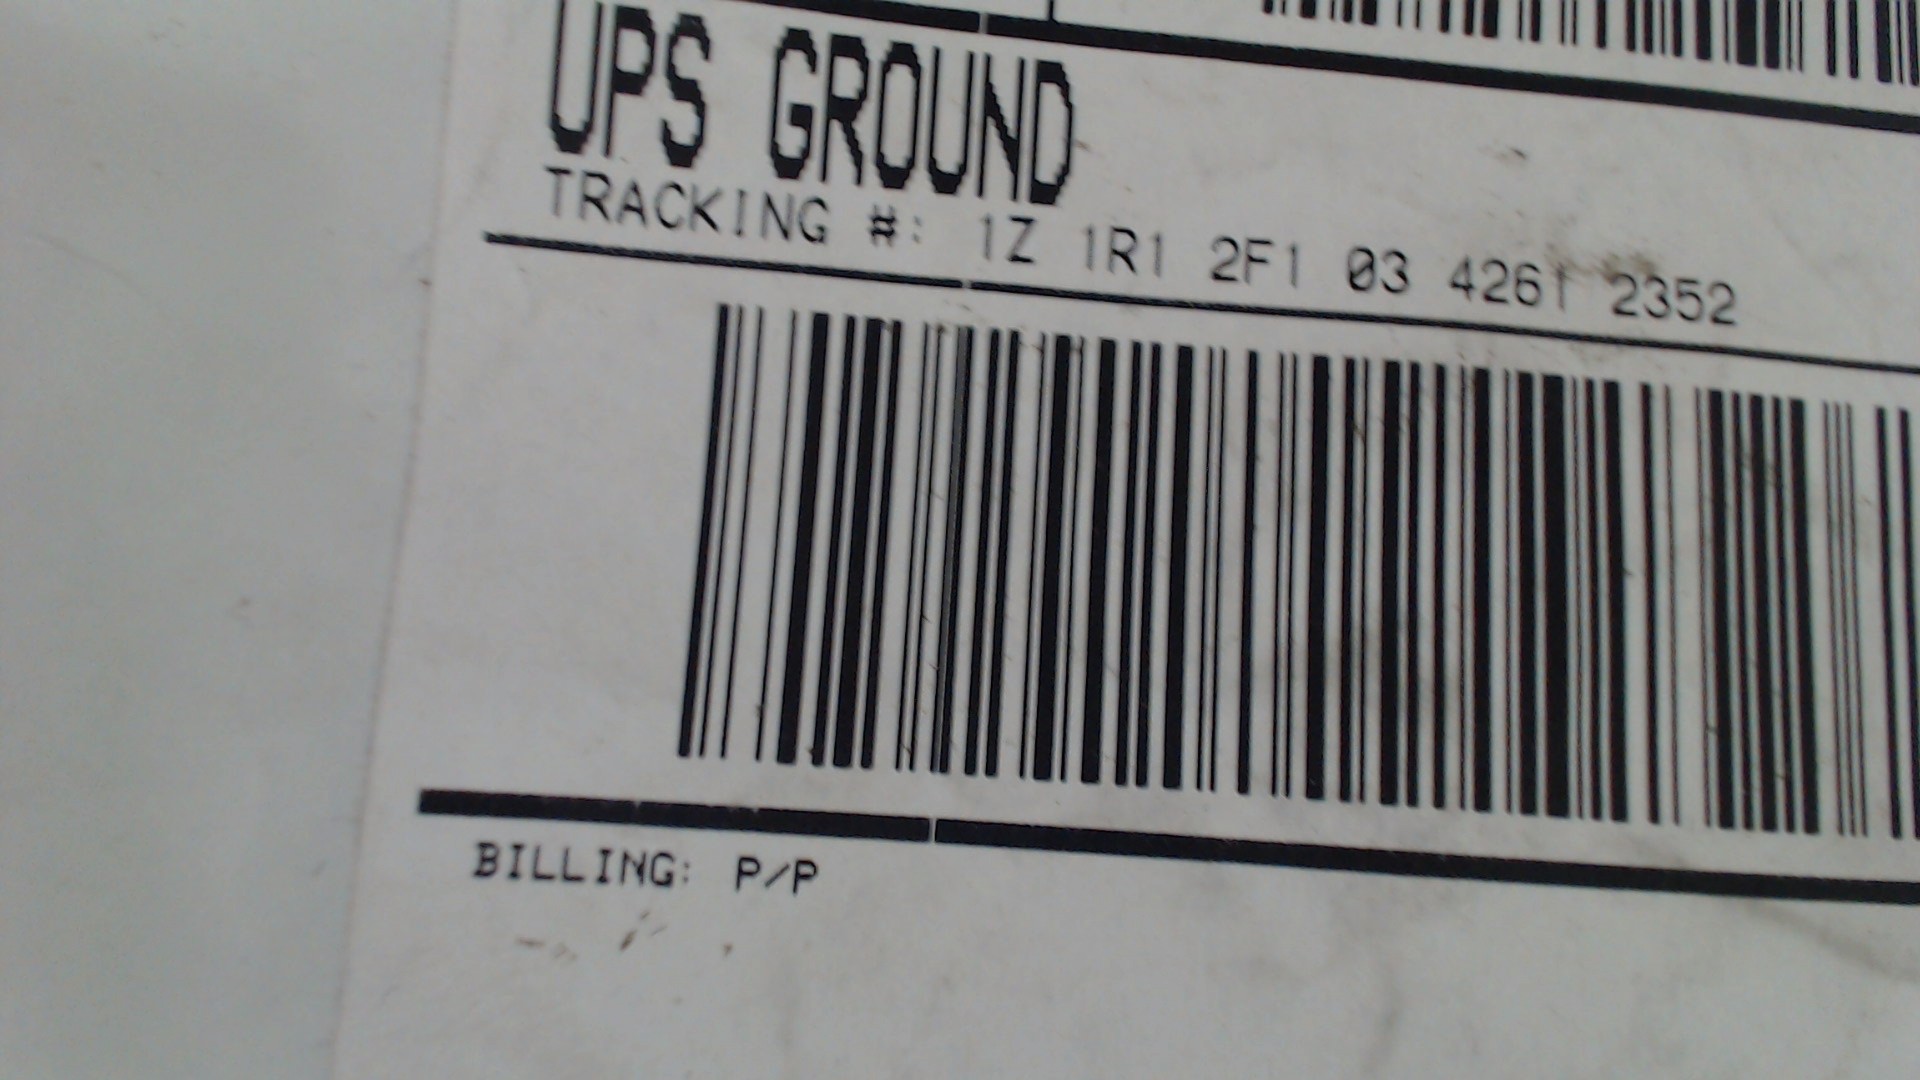 UPS GROUND
TRACKING #: 1Z 1R1 2F1 03 4261 2352
BILLING: P/P